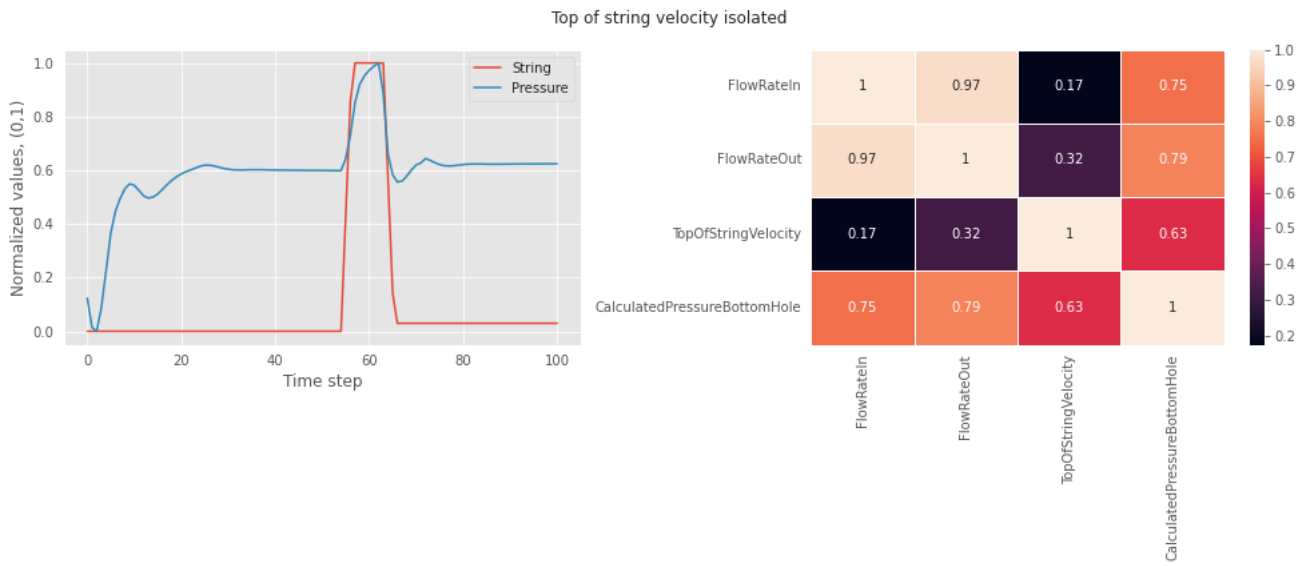 Top of string velocity isolated
Normalized values, (0,1)
1.0
0.8
0.6
0.4
0.2
0.0
0 20 40 60 80 100
Time step
String
Pressure
FlowRateIn 1 0.97 0.17 0.75
FlowRateOut 0.97 1 0.32 0.79
TopOfStringVelocity 0.17 0.32 1 0.63
CalculatedPressureBottomHole 0.75 0.79 0.63 1
FlowRateIn
FlowRateOut
TopOfStringVelocity
CalculatedPressureBottomHole
1.0
0.9
0.8
0.7
0.6
0.5
0.4
0.3
0.2